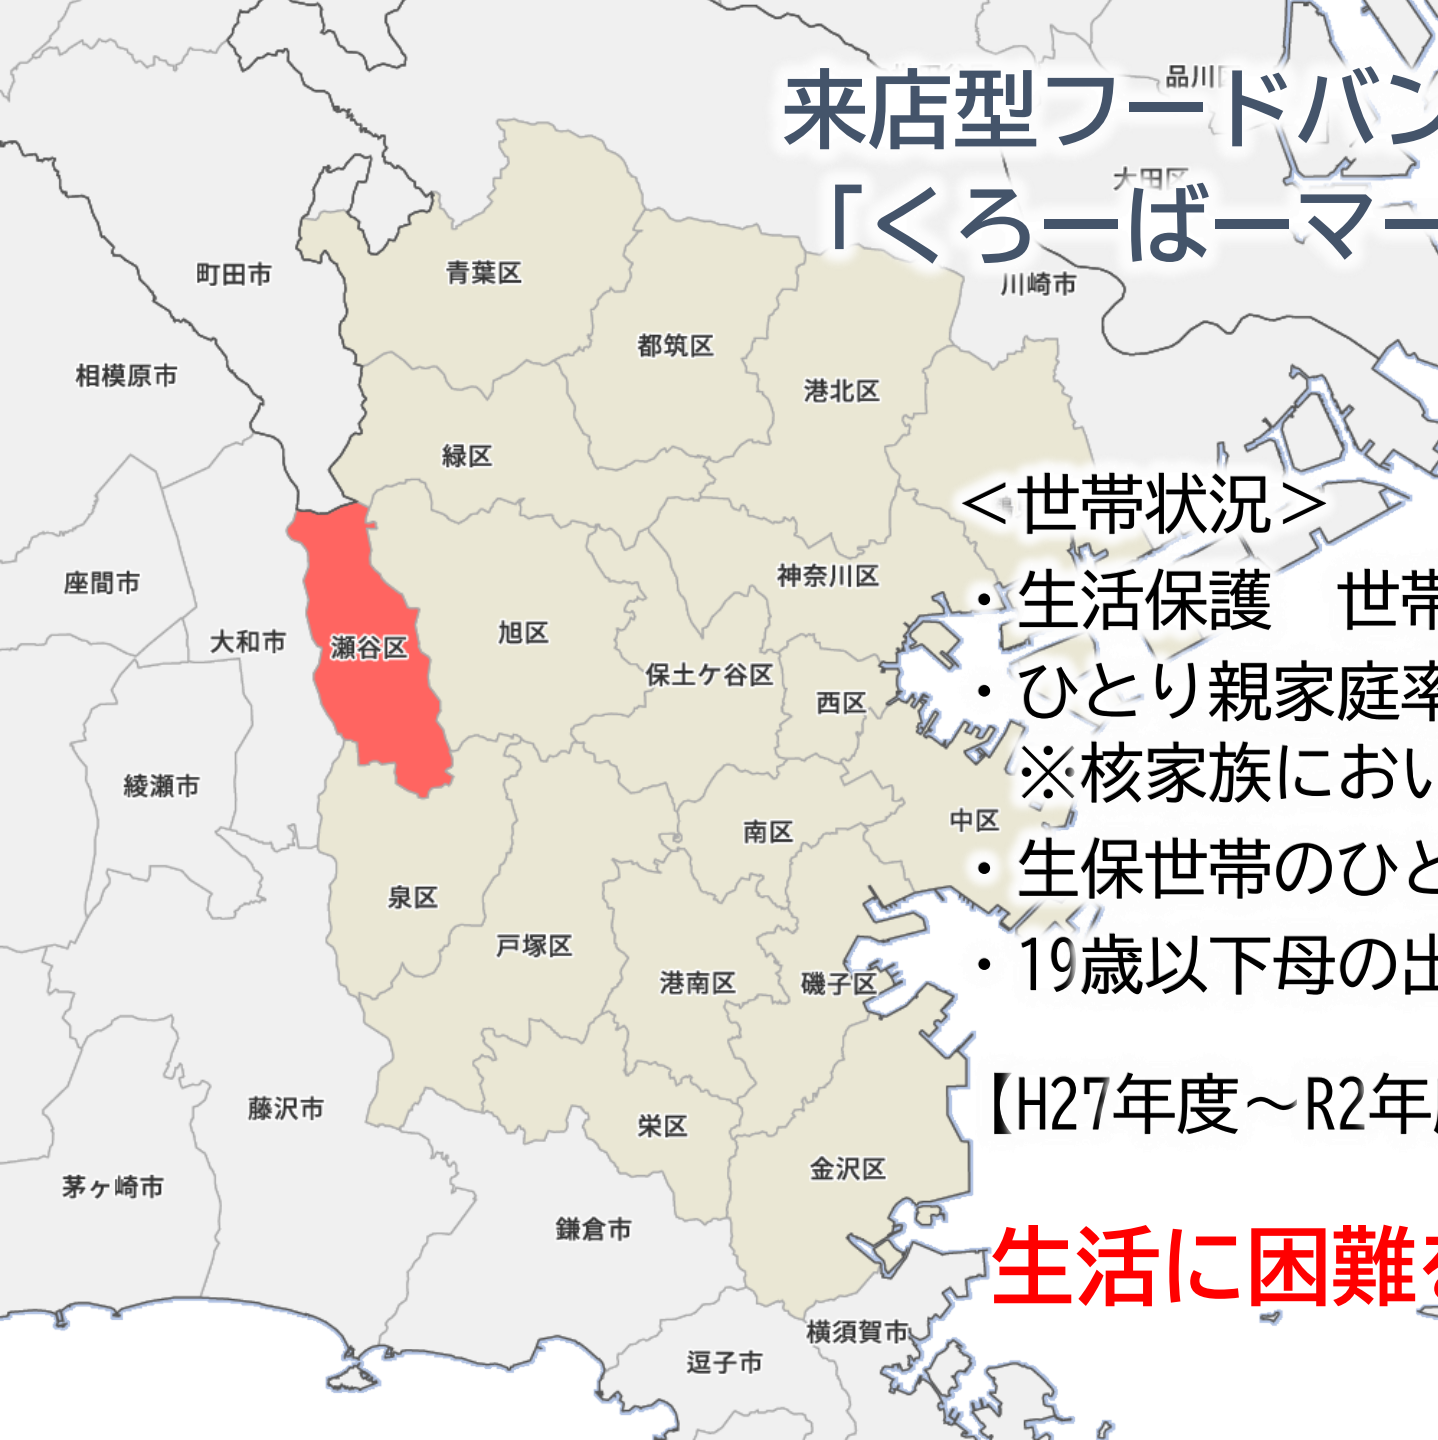 来店型フードバン
「くろーばーマー
＜世帯状況＞
・生活保護　世帯
・ひとり親家庭率
※核家族におい
・生保世帯のひと
・19歳以下母の出
【H27年度～R2年度
生活に困難を
品川区
大田区
川崎市
町田市
青葉区
都筑区
相模原市
港北区
緑区
座間市
神奈川区
大和市
瀬谷区
旭区
保土ケ谷区
西区
綾瀬市
南区
中区
泉区
戸塚区
港南区
磯子区
藤沢市
栄区
茅ヶ崎市
金沢区
鎌倉市
横須賀市
逗子市